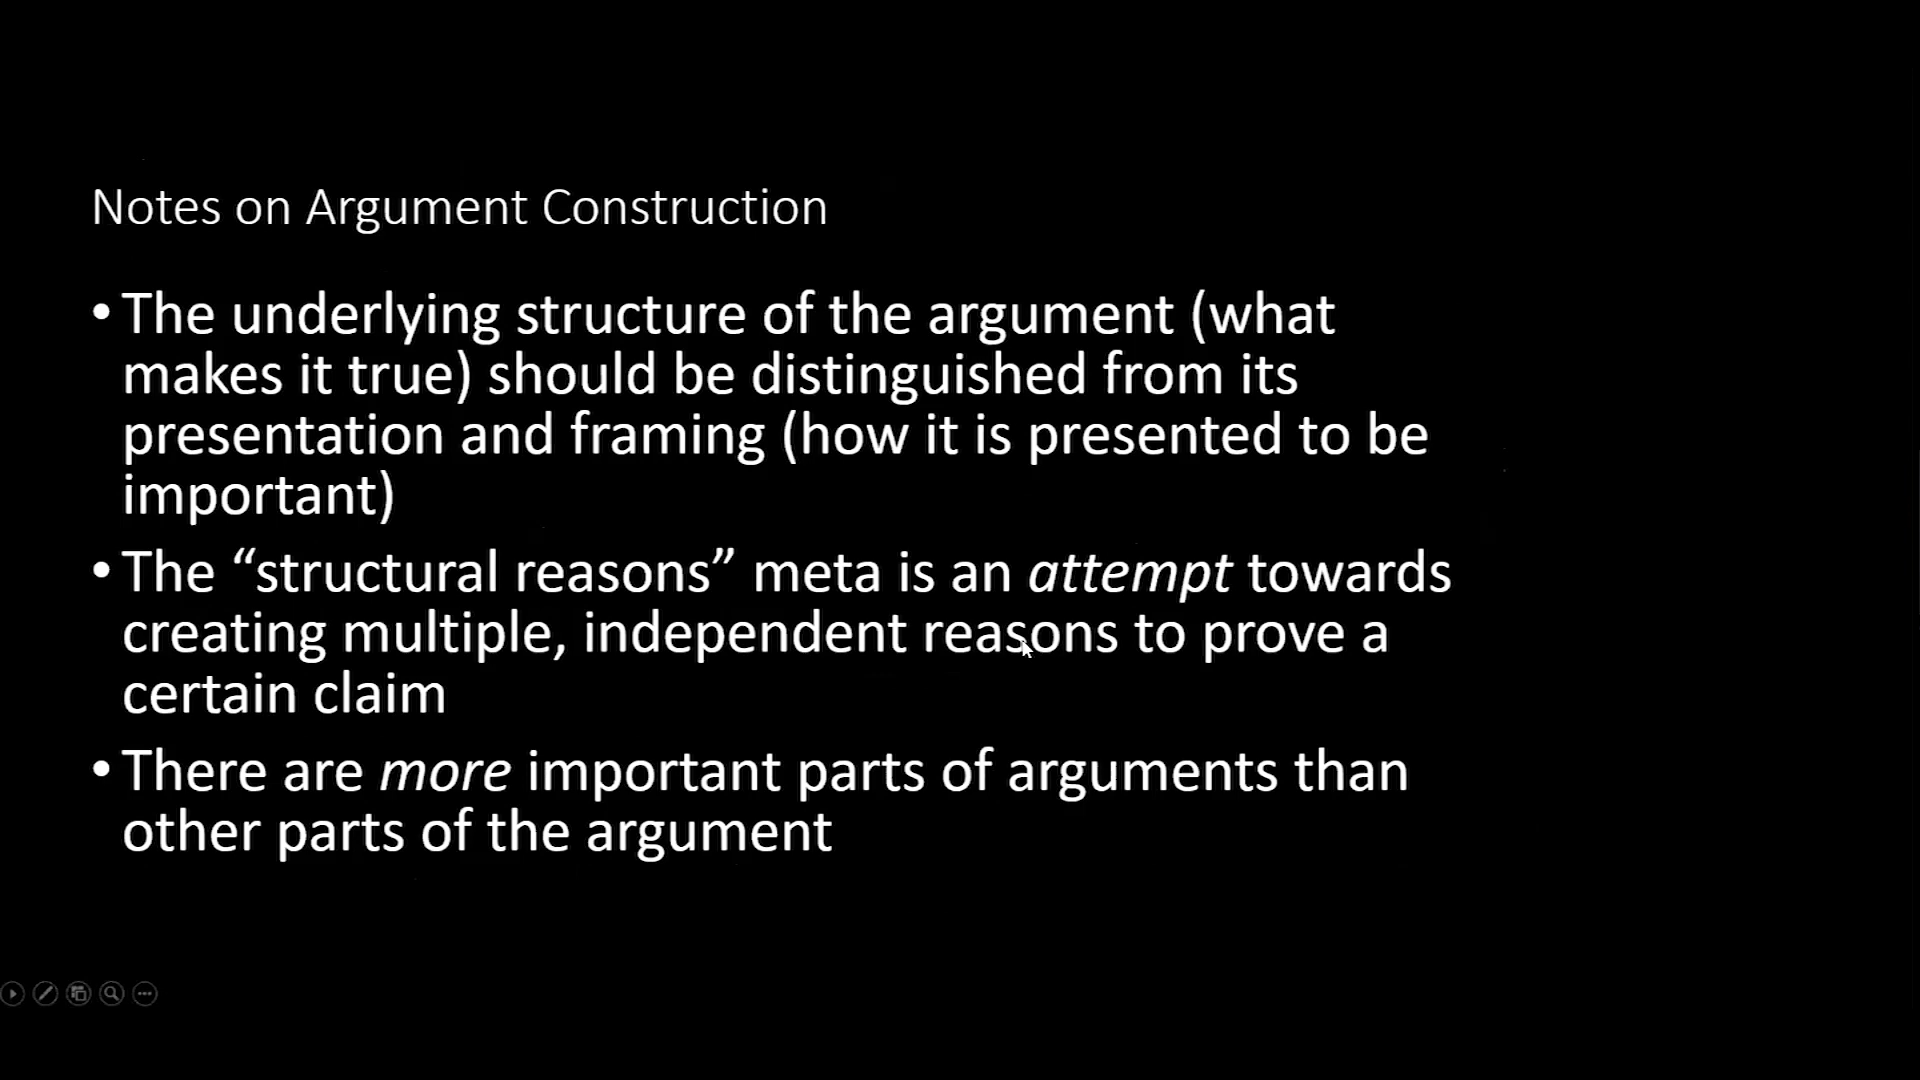 Notes on Argument Construction
• The underlying structure of the argument (what
makes it true) should be distinguished from its
presentation and framing (how it is presented to be
important)
• The “structural reasons” meta is an attempt towards
creating multiple, independent reasons to prove a
certain claim
• There are more important parts of arguments than
other parts of the argument